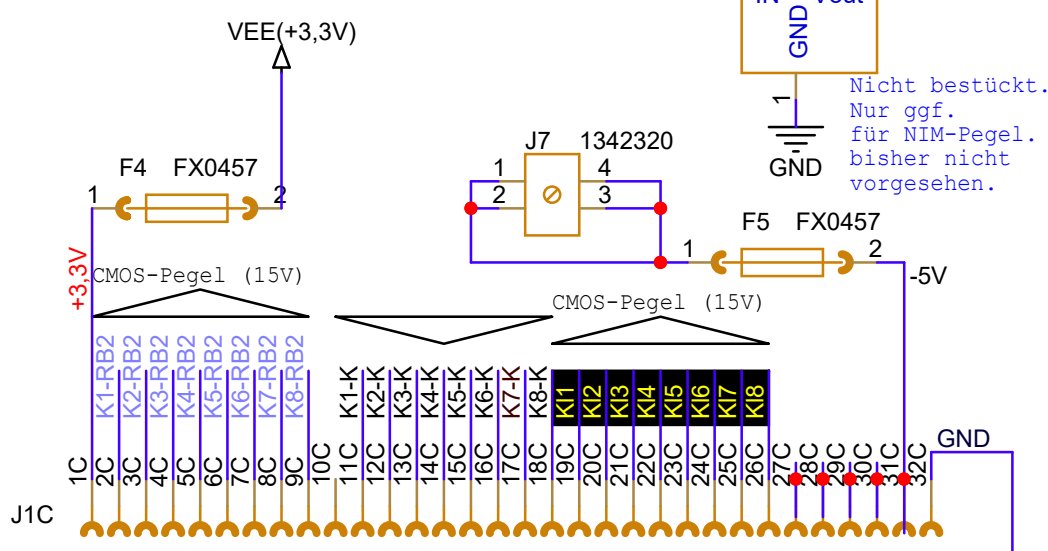 IN Vout
GND
VEE(+3,3V)
1
Nicht bestückt.
Nur ggf.
für NIM-Pegel.
bisher nicht
vorgesehen.
GND
F4 FX0457
1 2
J7 1342320
1 4
2 3
F5 FX0457
1 2
-5V
+3,3V
CMOS-Pegel (15V)
CMOS-Pegel (15V)
K1-RB2
K2-RB2
K3-RB2
K4-RB2
K5-RB2
K6-RB2
K7-RB2
K8-RB2
K1-K
K2-K
K3-K
K4-K
K5-K
K6-K
K7-K
K8-K
KI1
KI2
KI3
KI4
KI5
KI6
KI7
KI8
GND
1C
2C
3C
4C
5C
6C
7C
8C
9C
10C
11C
12C
13C
14C
15C
16C
17C
18C
19C
20C
21C
22C
23C
24C
25C
26C
27C
28C
29C
30C
31C
32C
J1C